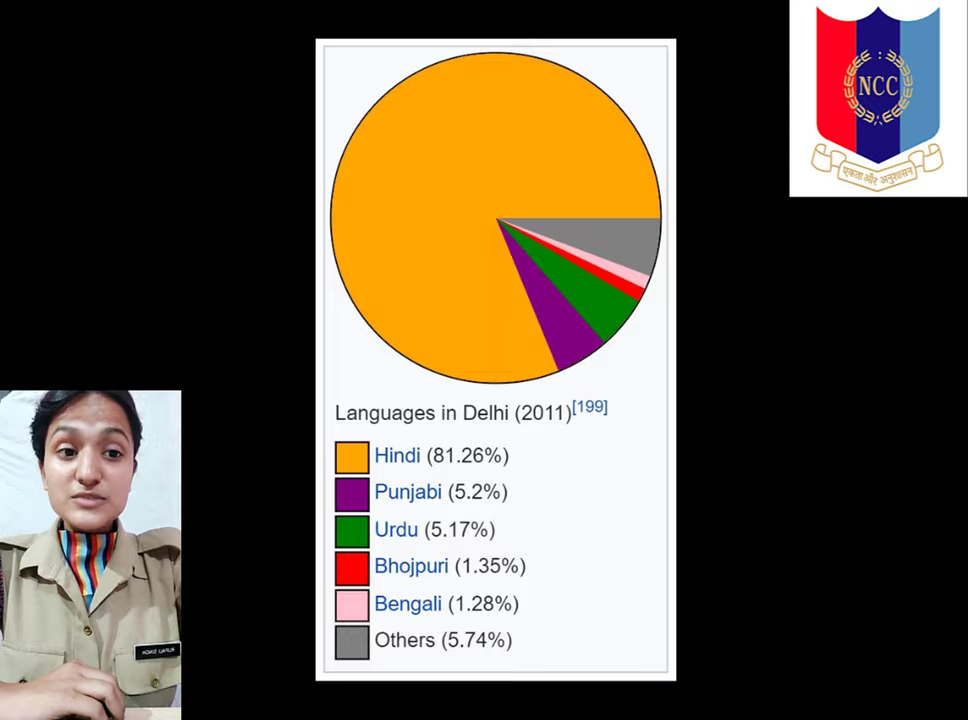 NCC
एकता और अनुशासन
Languages in Delhi (2011)[199]
Hindi (81.26%)
Punjabi (5.2%)
Urdu (5.17%)
Bhojpuri (1.35%)
Bengali (1.28%)
Others (5.74%)